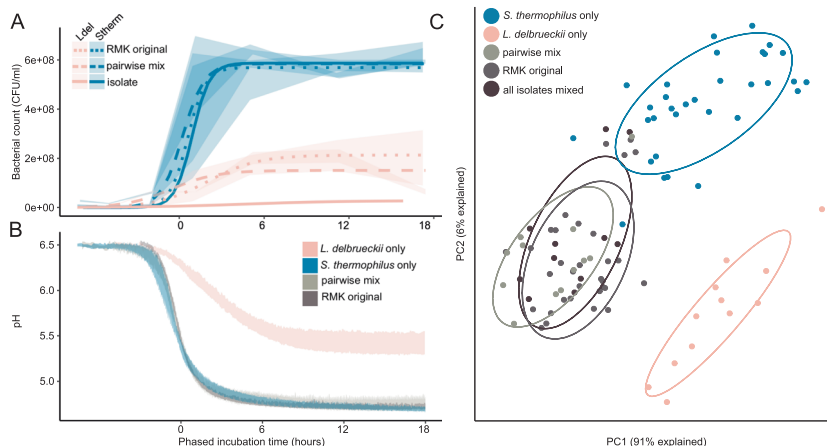 A
Ldel
Stherm
RMK original
pairwise mix
isolate
Bacterial count (CFU/ml)
6e+08
4e+08
2e+08
0e+00
0 6 12 18
B
pH
6.5
6.0
5.5
5.0
L. delbrueckii only
S. thermophilus only
pairwise mix
RMK original
0 6 12 18
Phased incubation time (hours)
C
S. thermophilus only
L. delbrueckii only
pairwise mix
RMK original
all isolates mixed
PC2 (6% explained)
PC1 (91% explained)